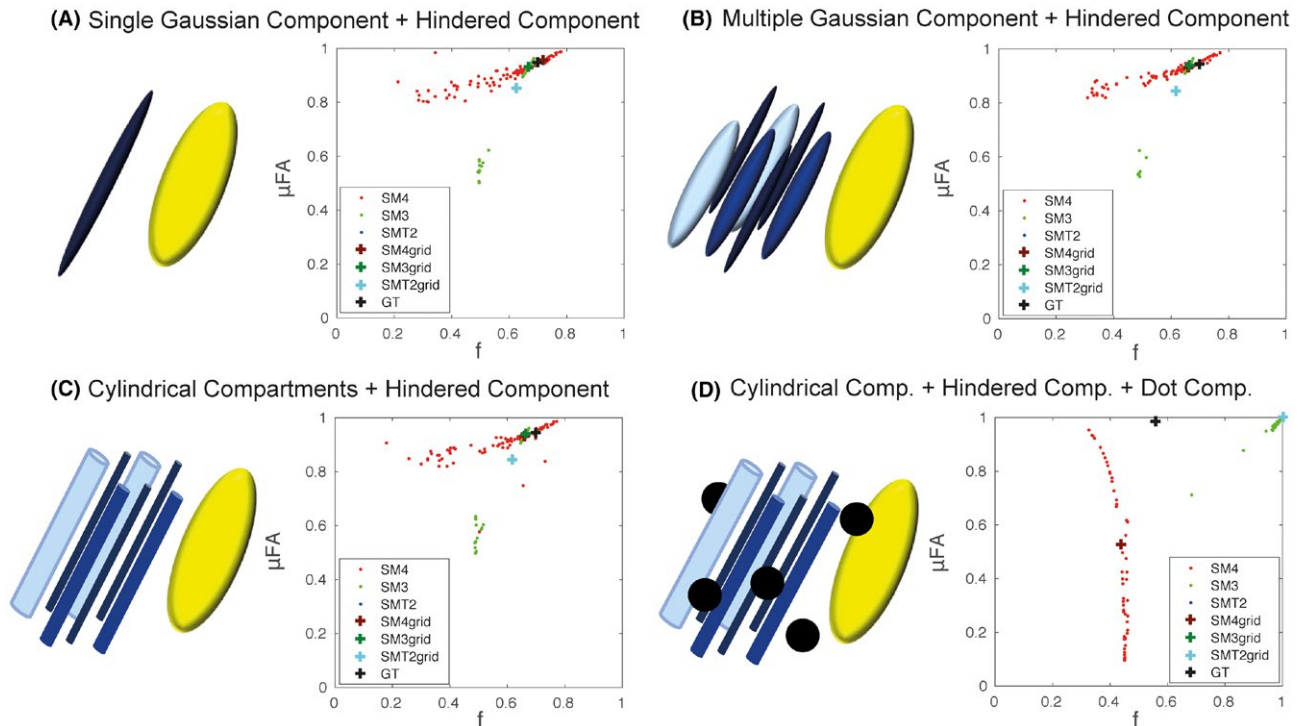 (A) Single Gaussian Component + Hindered Component
1
0.8
0.6
0.4
0.2
0
μFA
SM4
SM3
SMT2
SM4grid
SM3grid
SMT2grid
GT
0 0.2 0.4 0.6 0.8 1
f
(B) Multiple Gaussian Component + Hindered Component
1
0.8
0.6
0.4
0.2
0
μFA
SM4
SM3
SMT2
SM4grid
SM3grid
SMT2grid
GT
0 0.2 0.4 0.6 0.8 1
f
(C) Cylindrical Compartments + Hindered Component
1
0.8
0.6
0.4
0.2
0
μFA
SM4
SM3
SMT2
SM4grid
SM3grid
SMT2grid
GT
0 0.2 0.4 0.6 0.8 1
f
(D) Cylindrical Comp. + Hindered Comp. + Dot Comp.
1
0.8
0.6
0.4
0.2
0
μFA
SM4
SM3
SMT2
SM4grid
SM3grid
SMT2grid
GT
0 0.2 0.4 0.6 0.8 1
f